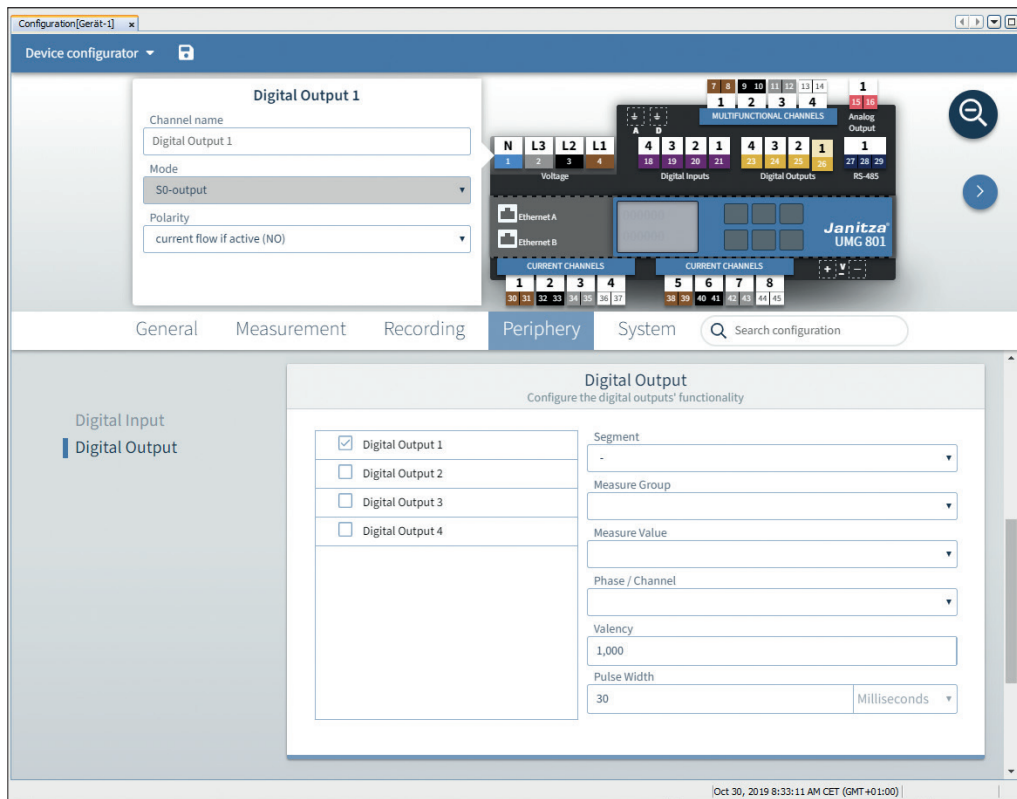 Configuration[Gerät-1] x
Device configurator
Digital Output 1
Channel name
Digital Output 1
Mode
S0-output
Polarity
current flow if active (NO)
7 8 9 10 11 12 13 14
1 2 3 4
MULTIFUNCTIONAL CHANNELS
1
15 16
Analog
Output
A D
N L3 L2 L1
1 2 3 4
Voltage
4 3 2 1
18 19 20 21
Digital Inputs
4 3 2 1
23 24 25 26
Digital Outputs
1
27 28 29
RS-485
Ethernet A
Ethernet B
Janitza®
UMG 801
CURRENT CHANNELS
1 2 3 4
30 31 32 33 34 35 36 37
CURRENT CHANNELS
5 6 7 8
38 39 40 41 42 43 44 45
+ V −
General Measurement Recording Periphery System Search configuration
Digital Input
Digital Output
Digital Output
Configure the digital outputs' functionality
Digital Output 1
Digital Output 2
Digital Output 3
Digital Output 4
Segment
-
Measure Group
Measure Value
Phase / Channel
Valency
1,000
Pulse Width
30 Milliseconds
Oct 30, 2019 8:33:11 AM CET (GMT+01:00)